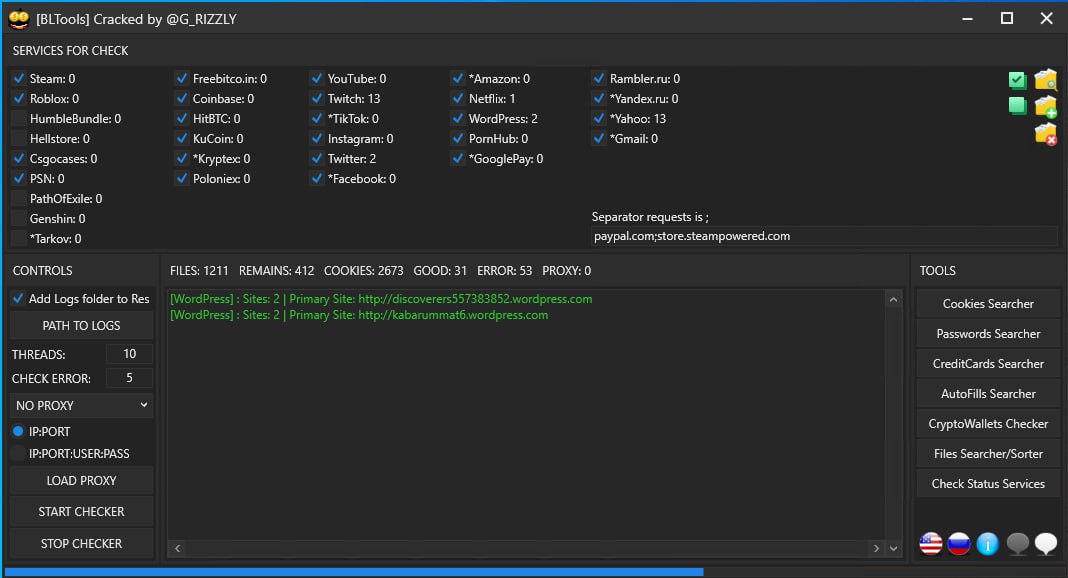 [BLTools] Cracked by @G_RIZZLY
SERVICES FOR CHECK
Steam: 0
Roblox: 0
HumbleBundle: 0
Hellstore: 0
Csgocases: 0
PSN: 0
PathOfExile: 0
Genshin: 0
*Tarkov: 0
Freebitco.in: 0
Coinbase: 0
HitBTC: 0
KuCoin: 0
*Kryptex: 0
Poloniex: 0
YouTube: 0
Twitch: 13
*TikTok: 0
Instagram: 0
Twitter: 2
*Facebook: 0
*Amazon: 0
Netflix: 1
WordPress: 2
PornHub: 0
*GooglePay: 0
Rambler.ru: 0
*Yandex.ru: 0
*Yahoo: 13
*Gmail: 0
Separator requests is ;
paypal.com;store.steampowered.com
CONTROLS
Add Logs folder to Res
PATH TO LOGS
THREADS: 10
CHECK ERROR: 5
NO PROXY
IP:PORT
IP:PORT:USER:PASS
LOAD PROXY
START CHECKER
STOP CHECKER
FILES: 1211 REMAINS: 412 COOKIES: 2673 GOOD: 31 ERROR: 53 PROXY: 0
[WordPress] : Sites: 2 | Primary Site: http://discoverers557383852.wordpress.com
[WordPress] : Sites: 2 | Primary Site: http://kabarummat6.wordpress.com
TOOLS
Cookies Searcher
Passwords Searcher
CreditCards Searcher
AutoFills Searcher
CryptoWallets Checker
Files Searcher/Sorter
Check Status Services